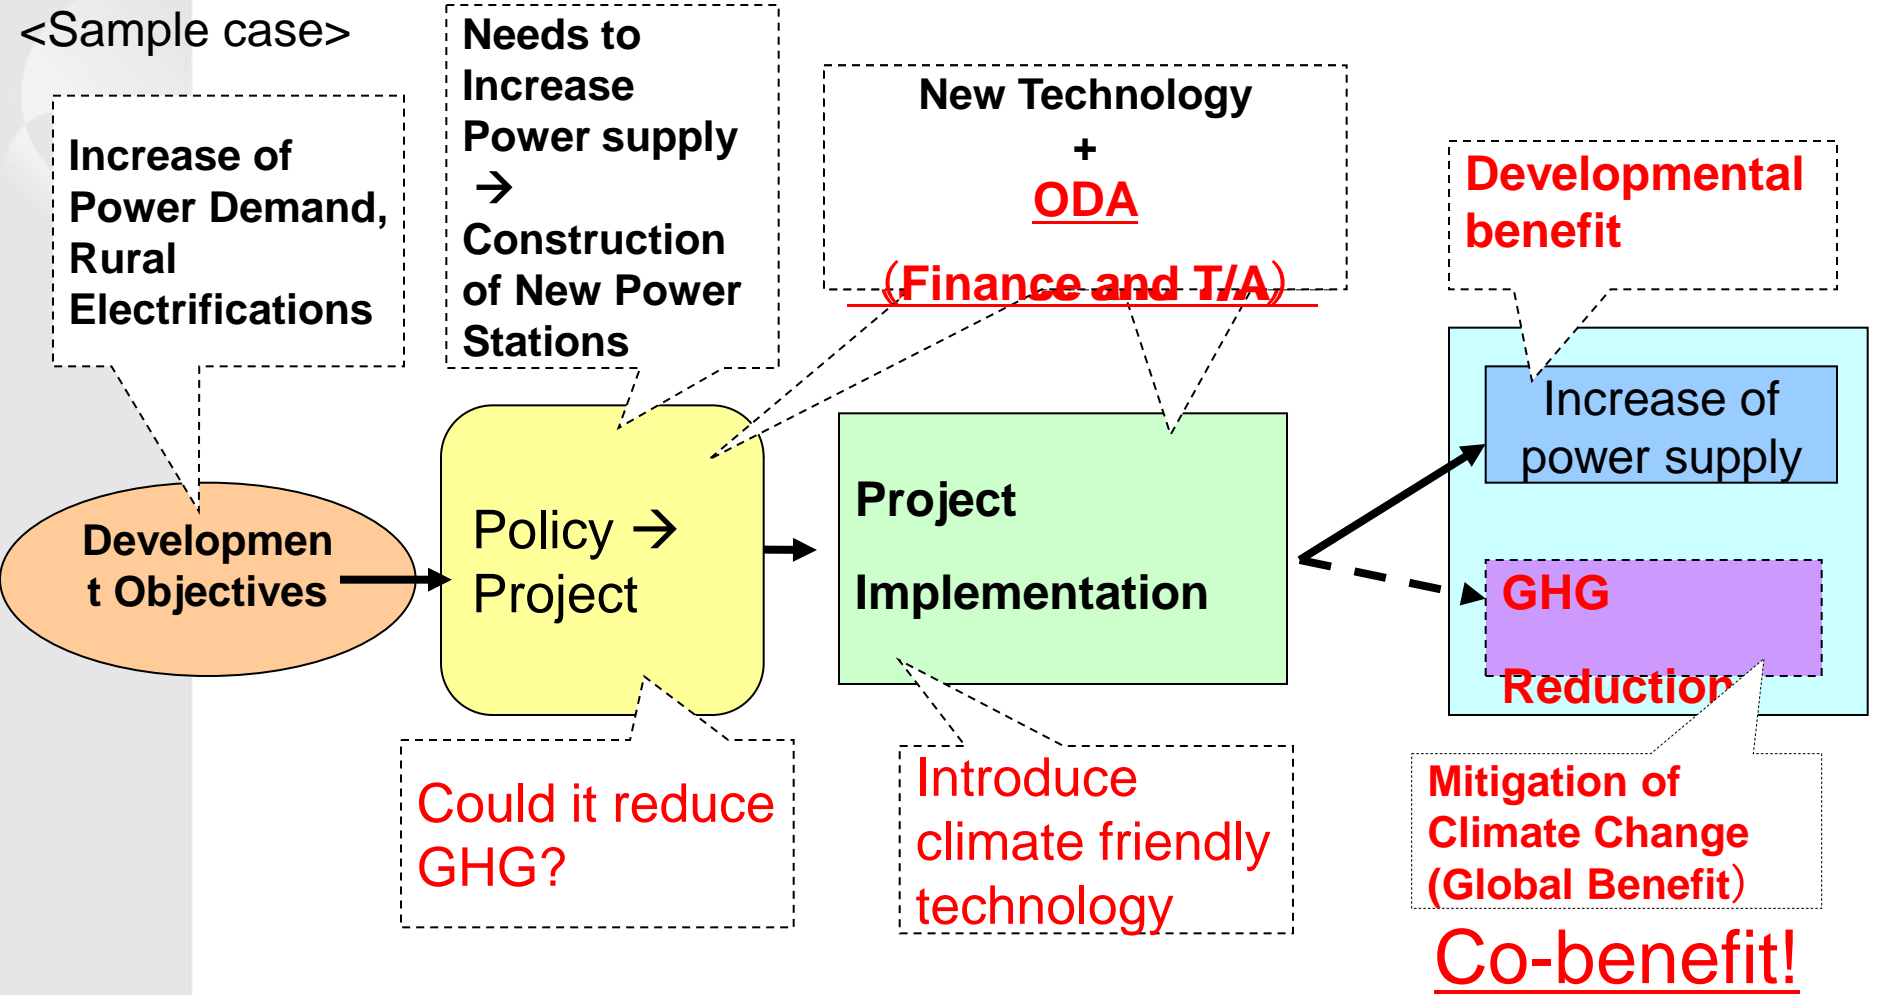 <Sample case>
Increase of
Power Demand,
Rural
Electrifications
Needs to
Increase
Power supply
→
Construction
of New Power
Stations
New Technology
+
ODA
（Finance and T/A）
Developmental
benefit
Developmen
t Objectives
Policy →
Project
Project
Implementation
Increase of
power supply
GHG
Reduction
Could it reduce
GHG?
Introduce
climate friendly
technology
Mitigation of
Climate Change
(Global Benefit）
Co-benefit!